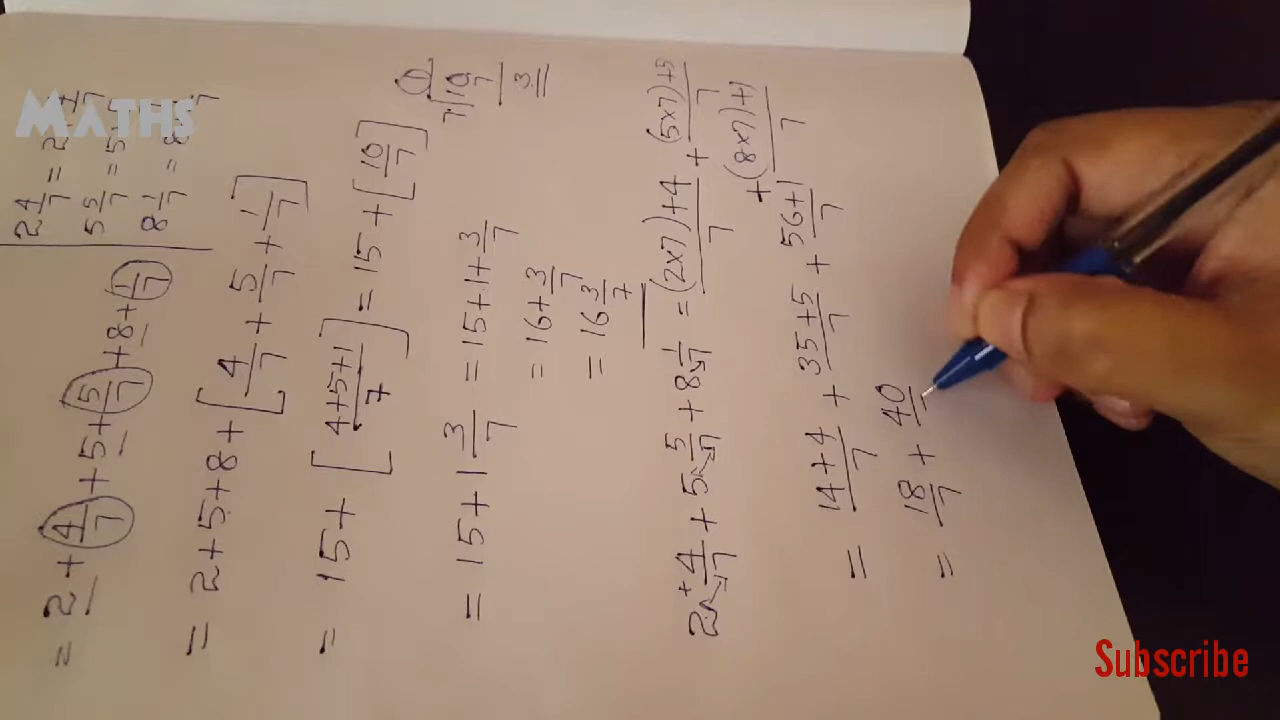 MATHS
2 4/7 = 2+4/7
5 5/7 = 5+5/7
8 1/7 = 8+1/7
= 2 + 4/7 + 5 + 5/7 + 8 + 1/7
= 2+5+8 + [4/7 + 5/7 + 1/7]
= 15 + [4+5+1/7] = 15 + [10/7]
7 10
7
3
= 15 + 1 3/7 = 15 + 1 + 3/7
= 16 + 3/7
= 16 3/7
2 4/7 + 5 5/7 + 8 1/7 = (2×7)+4/7 + (5×7)+5/7
+ (8×7)+1/7
= 14+4/7 + 35+5/7 + 56+1/7
= 18/7 + 40
Subscribe